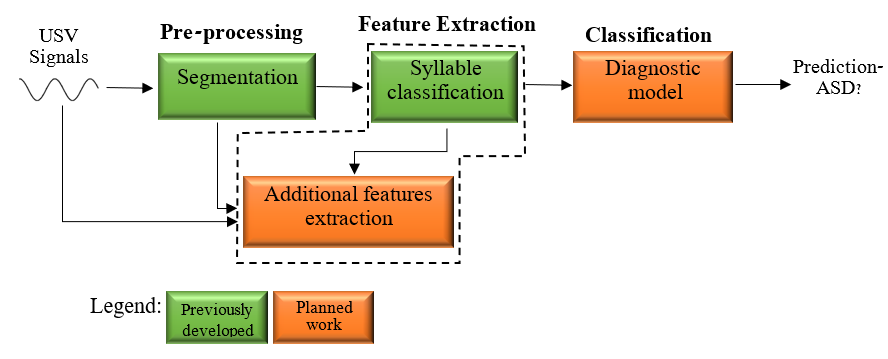 USV
Signals
Pre-processing
Segmentation
Feature Extraction
Syllable
classification
Classification
Diagnostic
model
Prediction-
ASD?
Additional features
extraction
Legend:
Previously
developed
Planned
work